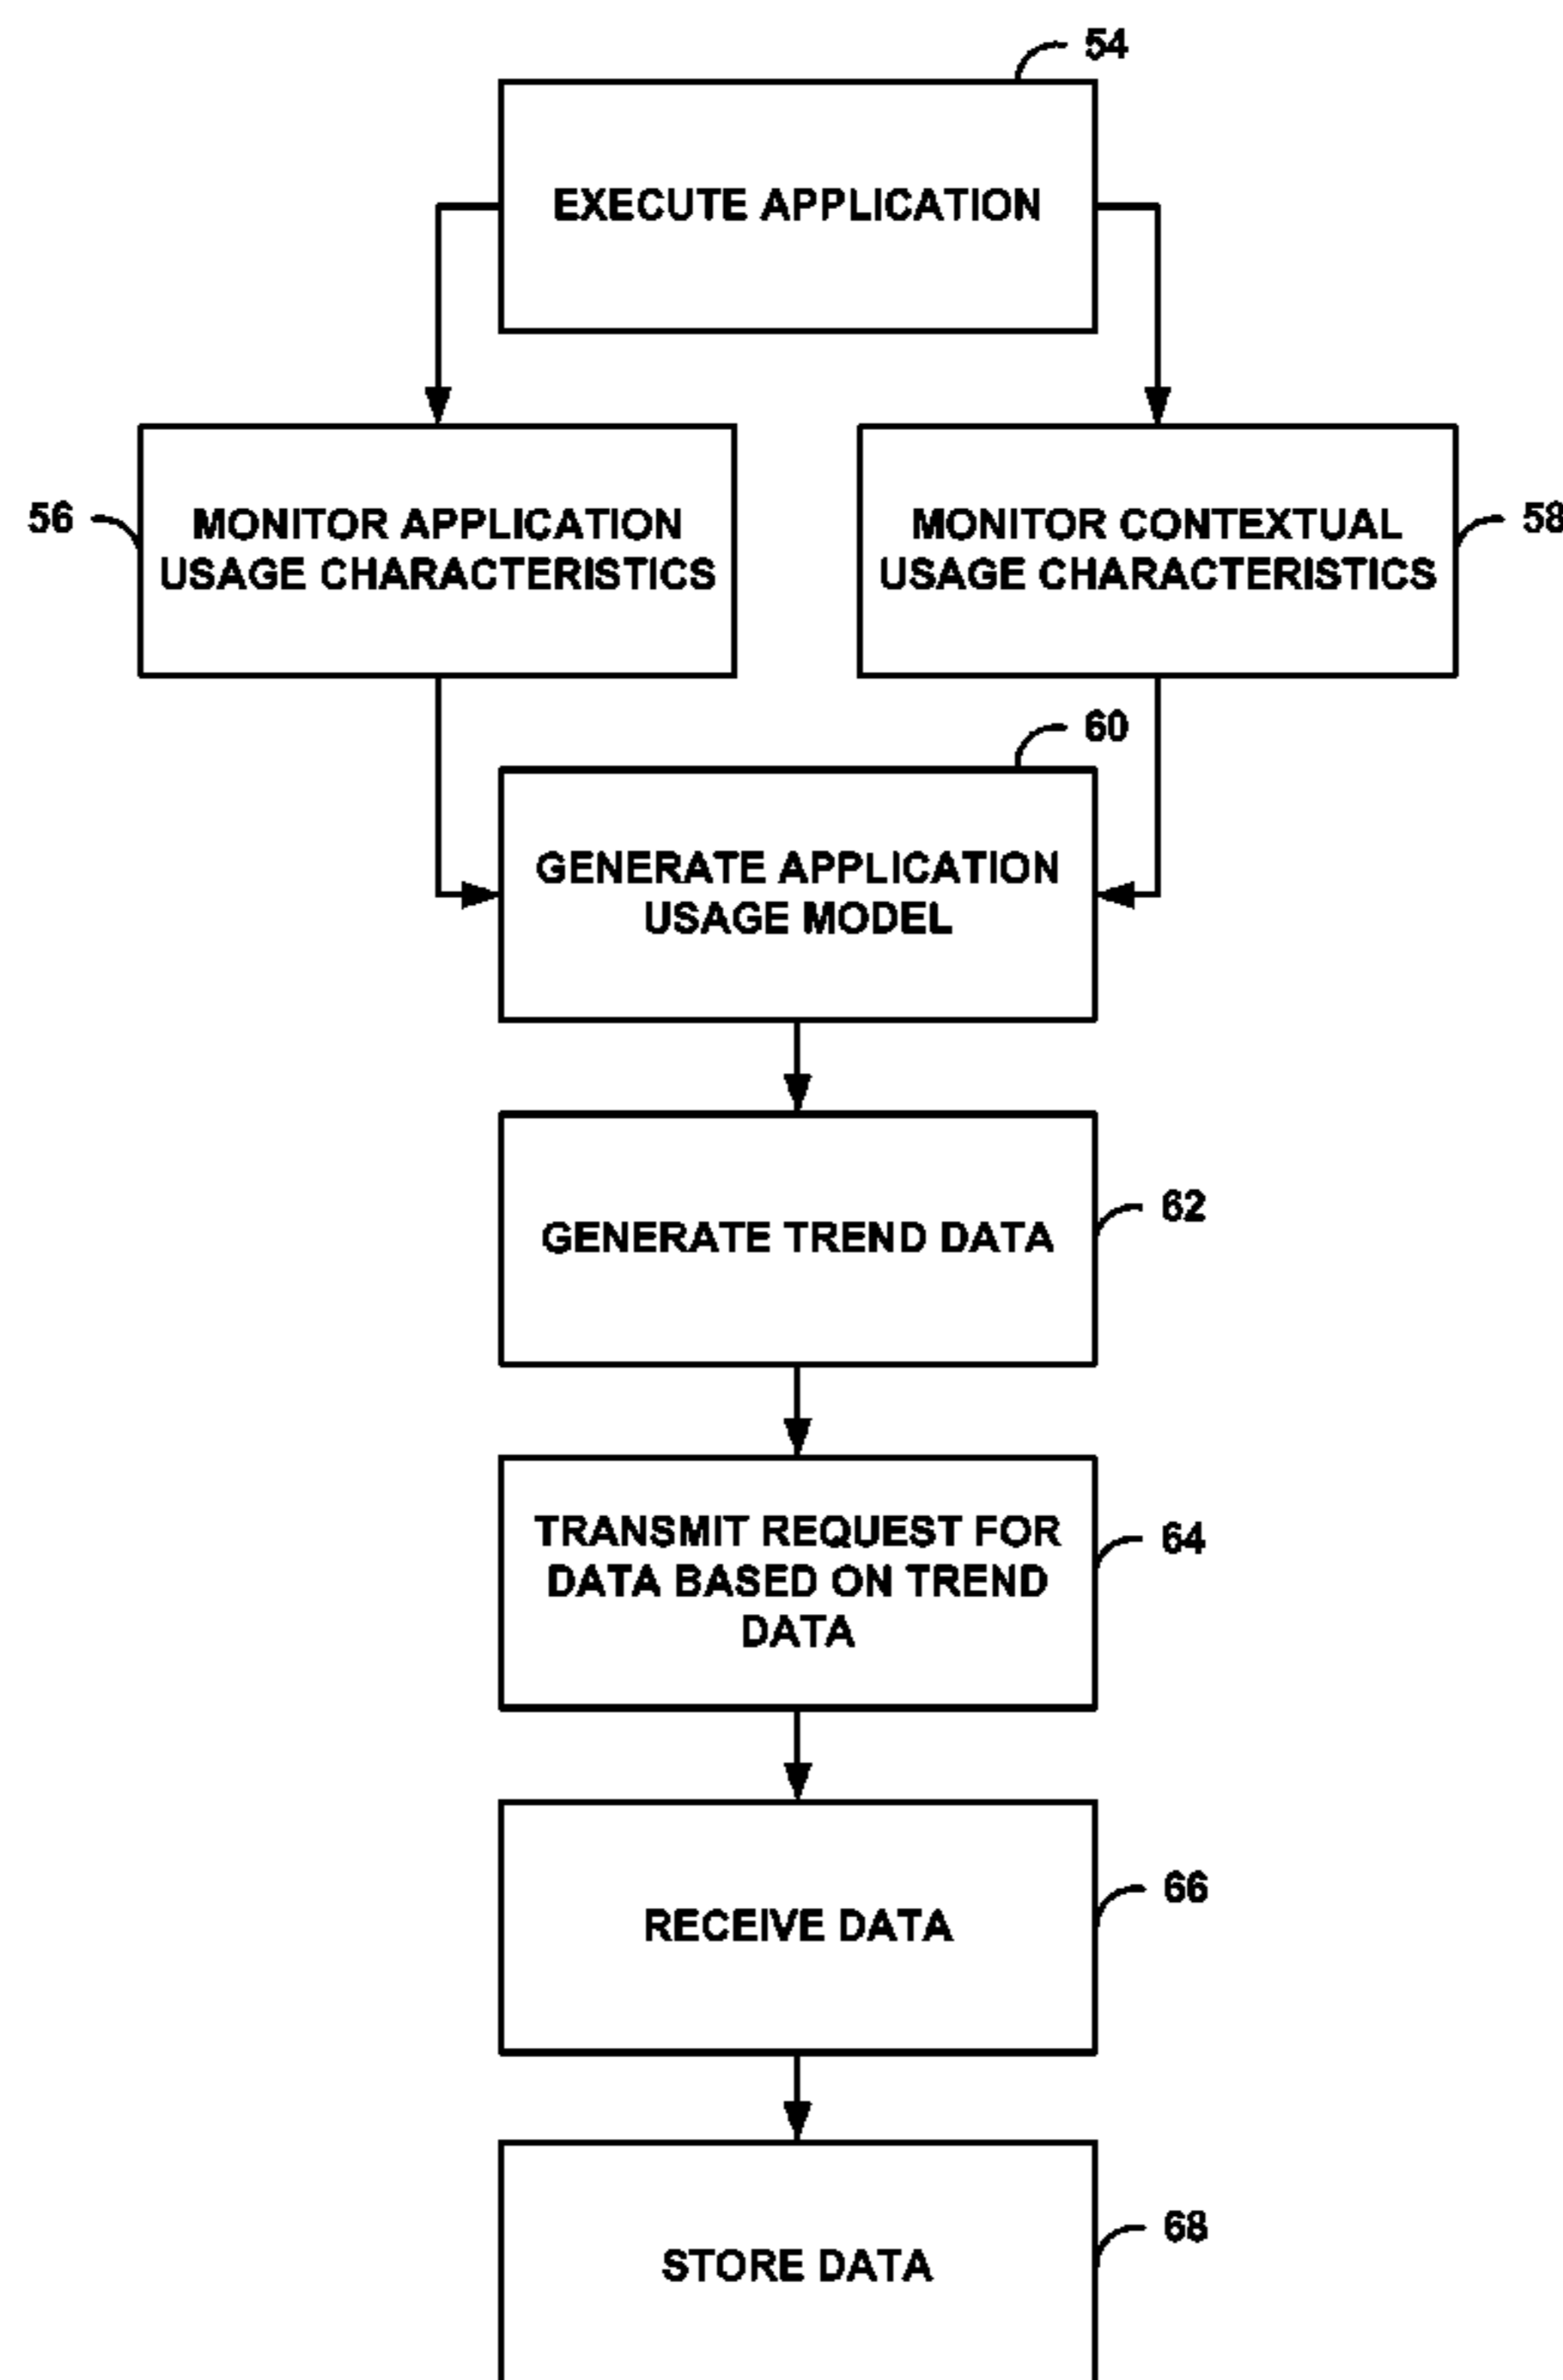 54
EXECUTE APPLICATION
56
MONITOR APPLICATION
USAGE CHARACTERISTICS
MONITOR CONTEXTUAL
USAGE CHARACTERISTICS
58
60
GENERATE APPLICATION
USAGE MODEL
GENERATE TREND DATA
62
TRANSMIT REQUEST FOR
DATA BASED ON TREND
DATA
64
RECEIVE DATA
66
STORE DATA
68